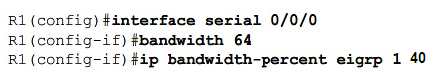 R1(config)#interface serial 0/0/0
R1(config-if)#bandwidth 64
R1(config-if)#ip bandwidth-percent eigrp 1 40